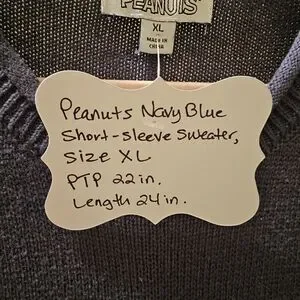 PEANUTS
XL
MADE IN
CHINA
Peanuts Navy Blue
Short-Sleeve Sweater,
Size XL
PTP 22in.
Length 24in.